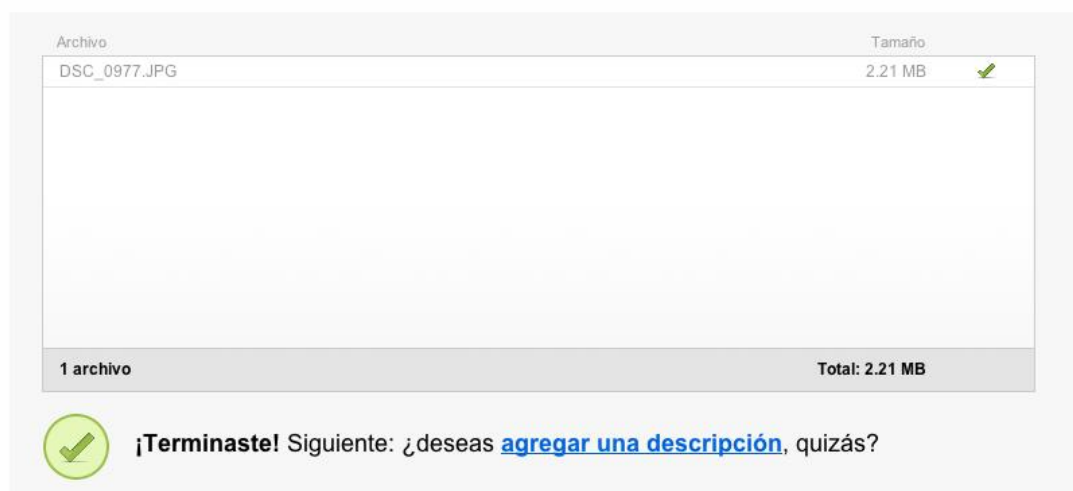 Archivo Tamaño
DSC_0977.JPG 2.21 MB
1 archivo Total: 2.21 MB
¡Terminaste! Siguiente: ¿deseas agregar una descripción, quizás?